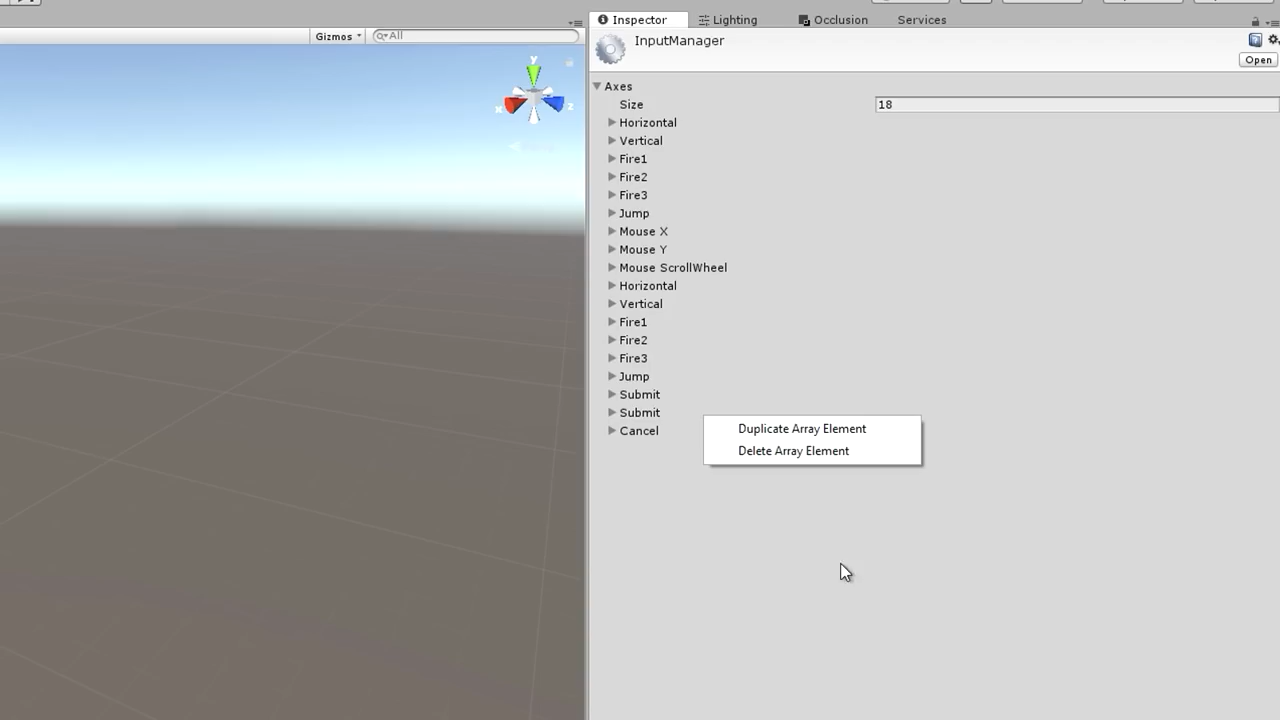 Inspector Lighting Occlusion Services
Gizmos All
InputManager
Open
y
x z
Axes
Size 18
Horizontal
Vertical
Fire1
Fire2
Fire3
Jump
Mouse X
Mouse Y
Mouse ScrollWheel
Horizontal
Vertical
Fire1
Fire2
Fire3
Jump
Submit
Submit
Cancel
Duplicate Array Element
Delete Array Element